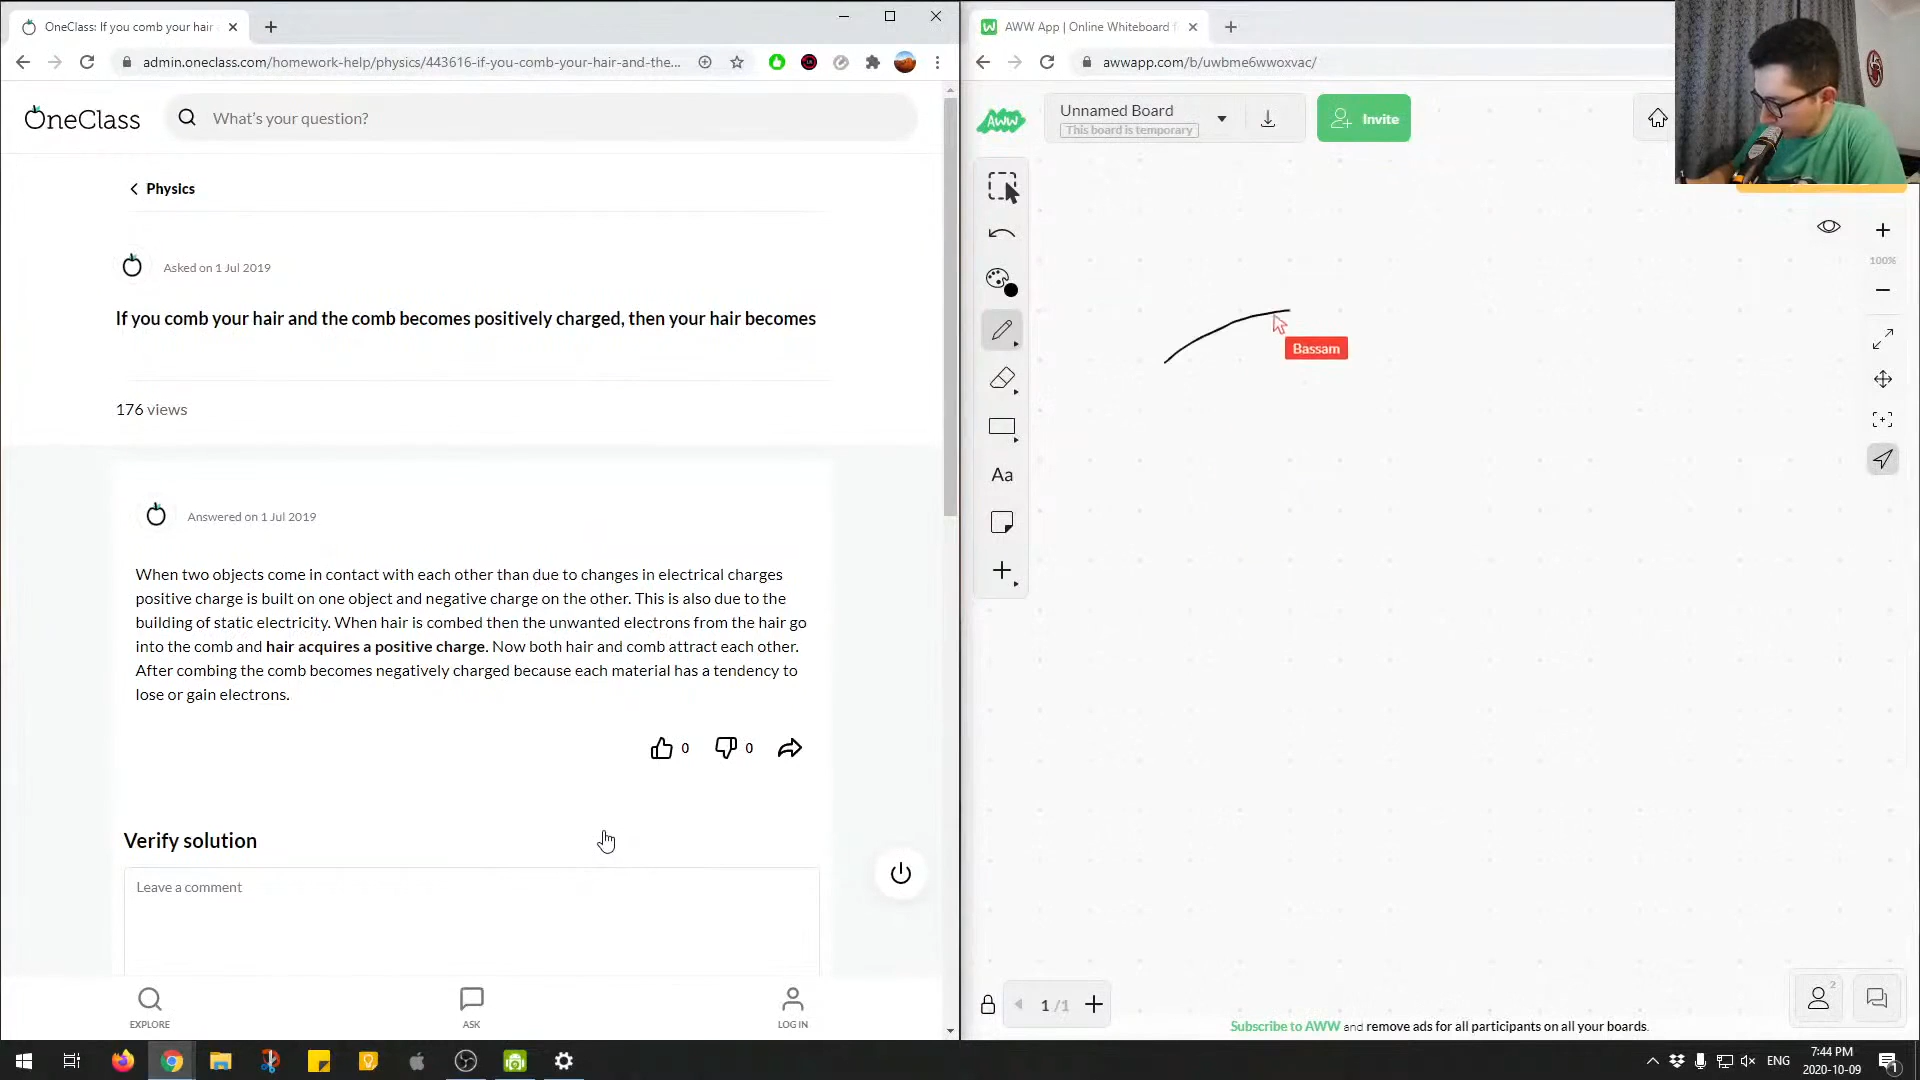 OneClass: If you comb your hair
admin.oneclass.com/homework-help/physics/443616-if-you-comb-your-hair-and-the...
OneClass
What's your question?
Physics
Asked on 1 Jul 2019
If you comb your hair and the comb becomes positively charged, then your hair becomes
176 views
Answered on 1 Jul 2019
When two objects come in contact with each other than due to changes in electrical charges
positive charge is built on one object and negative charge on the other. This is also due to the
building of static electricity. When hair is combed then the unwanted electrons from the hair go
into the comb and hair acquires a positive charge. Now both hair and comb attract each other.
After combing the comb becomes negatively charged because each material has a tendency to
lose or gain electrons.
0 0
Verify solution
Leave a comment
EXPLORE ASK LOG IN
AWW App | Online Whiteboard f
awwapp.com/b/uwbme6wwoxvac/
AWW
Unnamed Board
This board is temporary
Invite
100%
Bassam
Aa
1 /1
2
Subscribe to AWW and remove ads for all participants on all your boards.
ENG
7:44 PM
2020-10-09
1